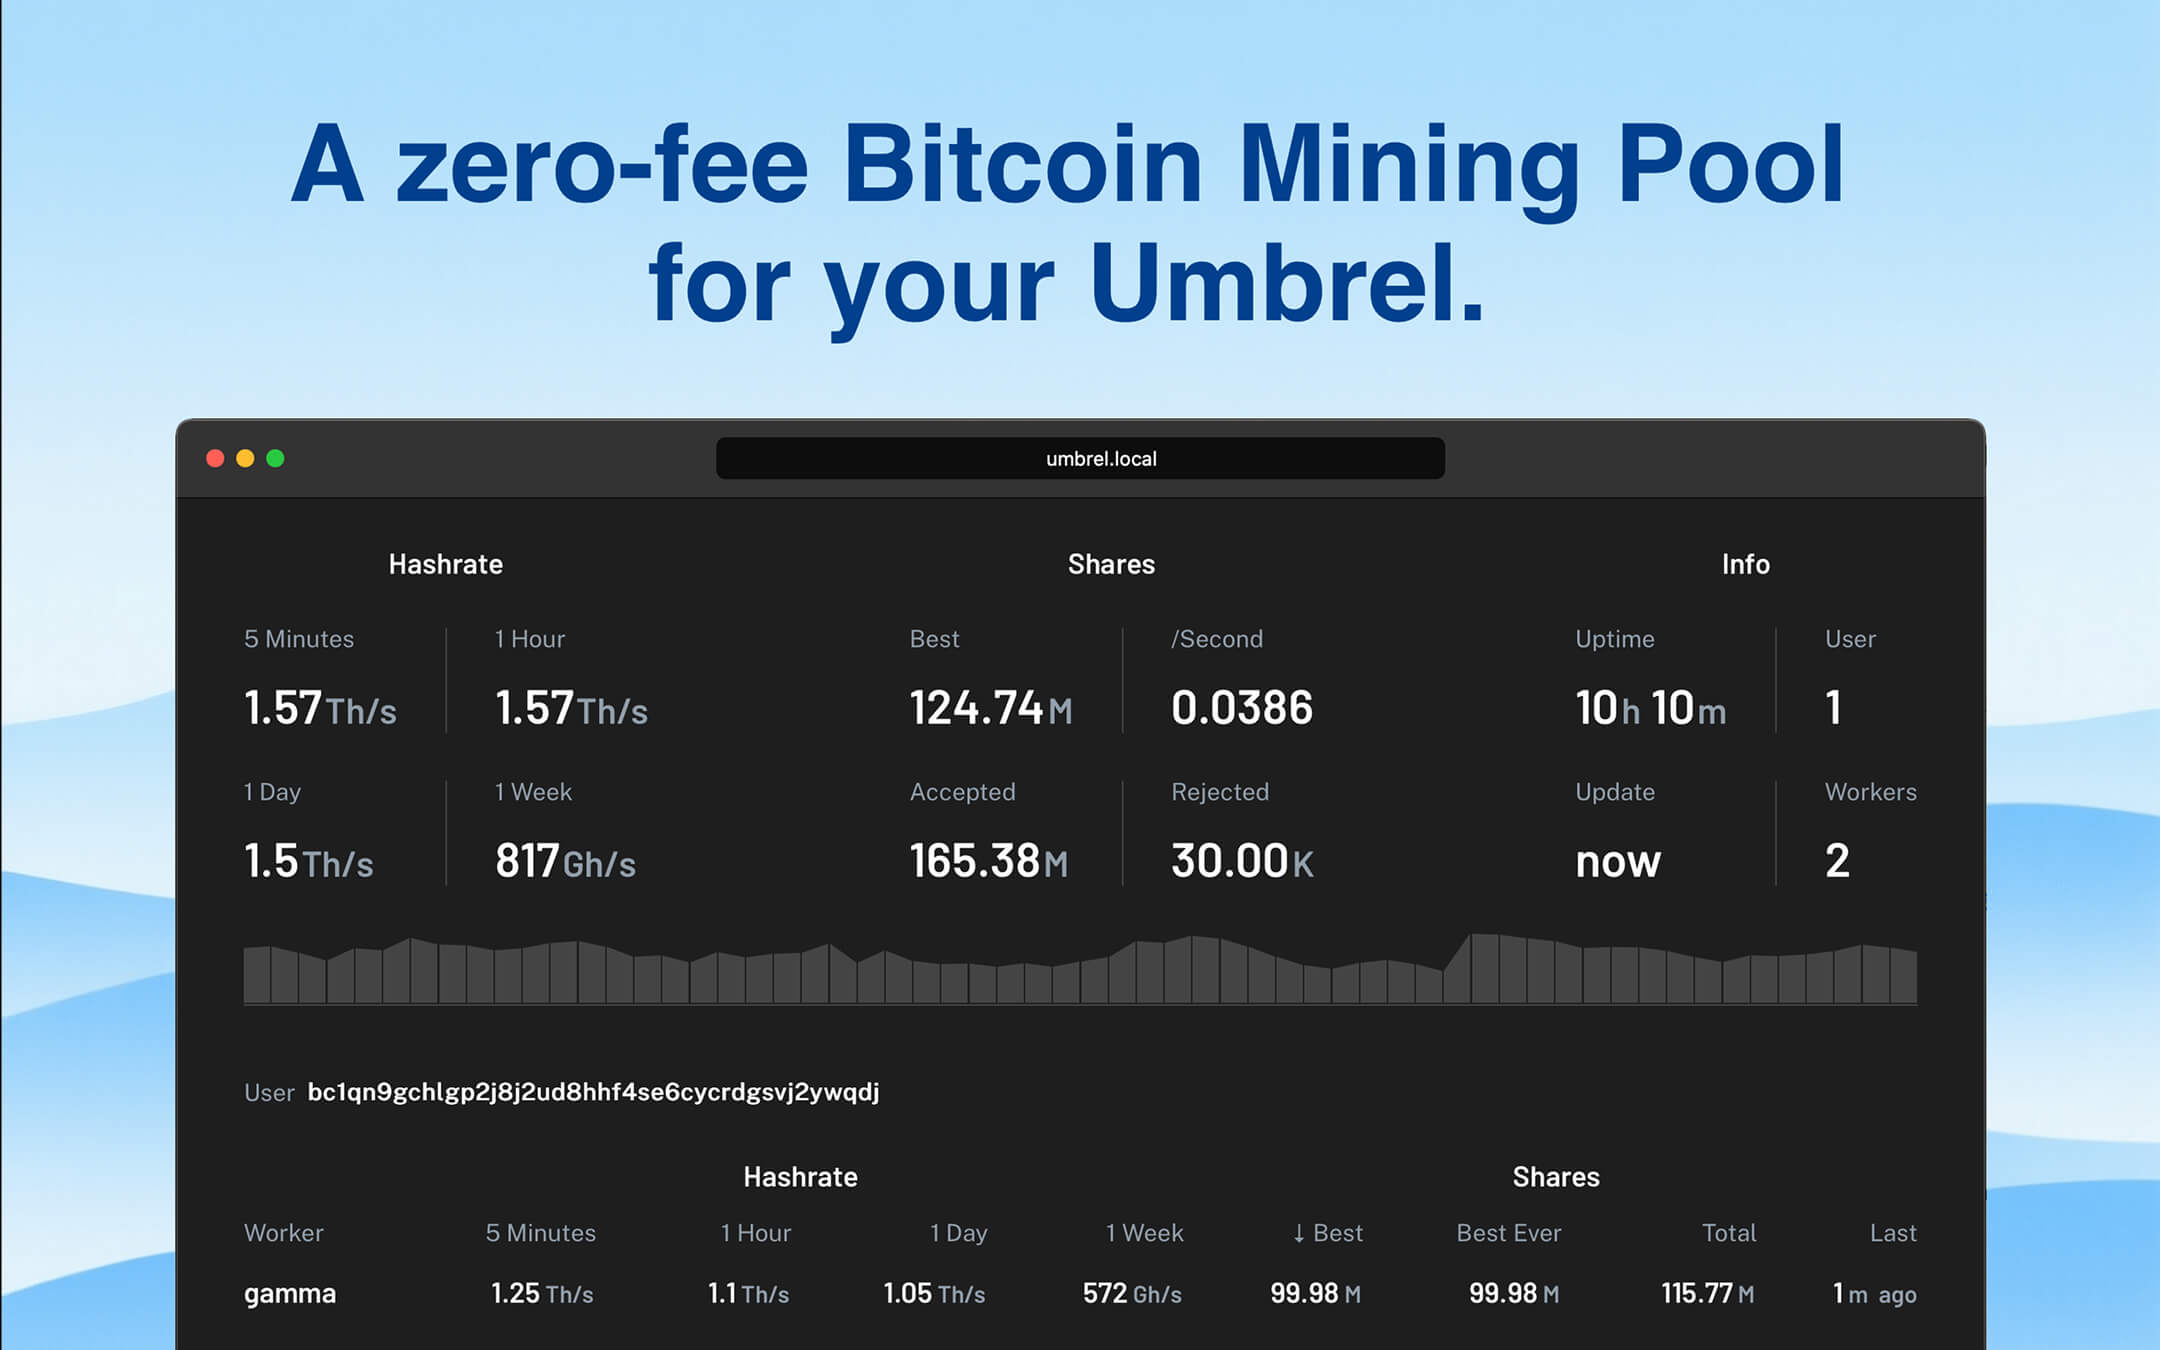 A zero-fee Bitcoin Mining Pool
for your Umbrel.
umbrel.local
Hashrate Shares Info
5 Minutes 1 Hour Best /Second Uptime User
1.57Th/s 1.57Th/s 124.74M 0.0386 10h 10m 1
1 Day 1 Week Accepted Rejected Update Workers
1.5Th/s 817Gh/s 165.38M 30.00K now 2
User bc1qn9gchlgp2j8j2ud8hhf4se6cycrdgsvj2ywqdj
Hashrate Shares
Worker 5 Minutes 1 Hour 1 Day 1 Week ↓ Best Best Ever Total Last
gamma 1.25 Th/s 1.1 Th/s 1.05 Th/s 572 Gh/s 99.98 M 99.98 M 115.77 M 1m ago